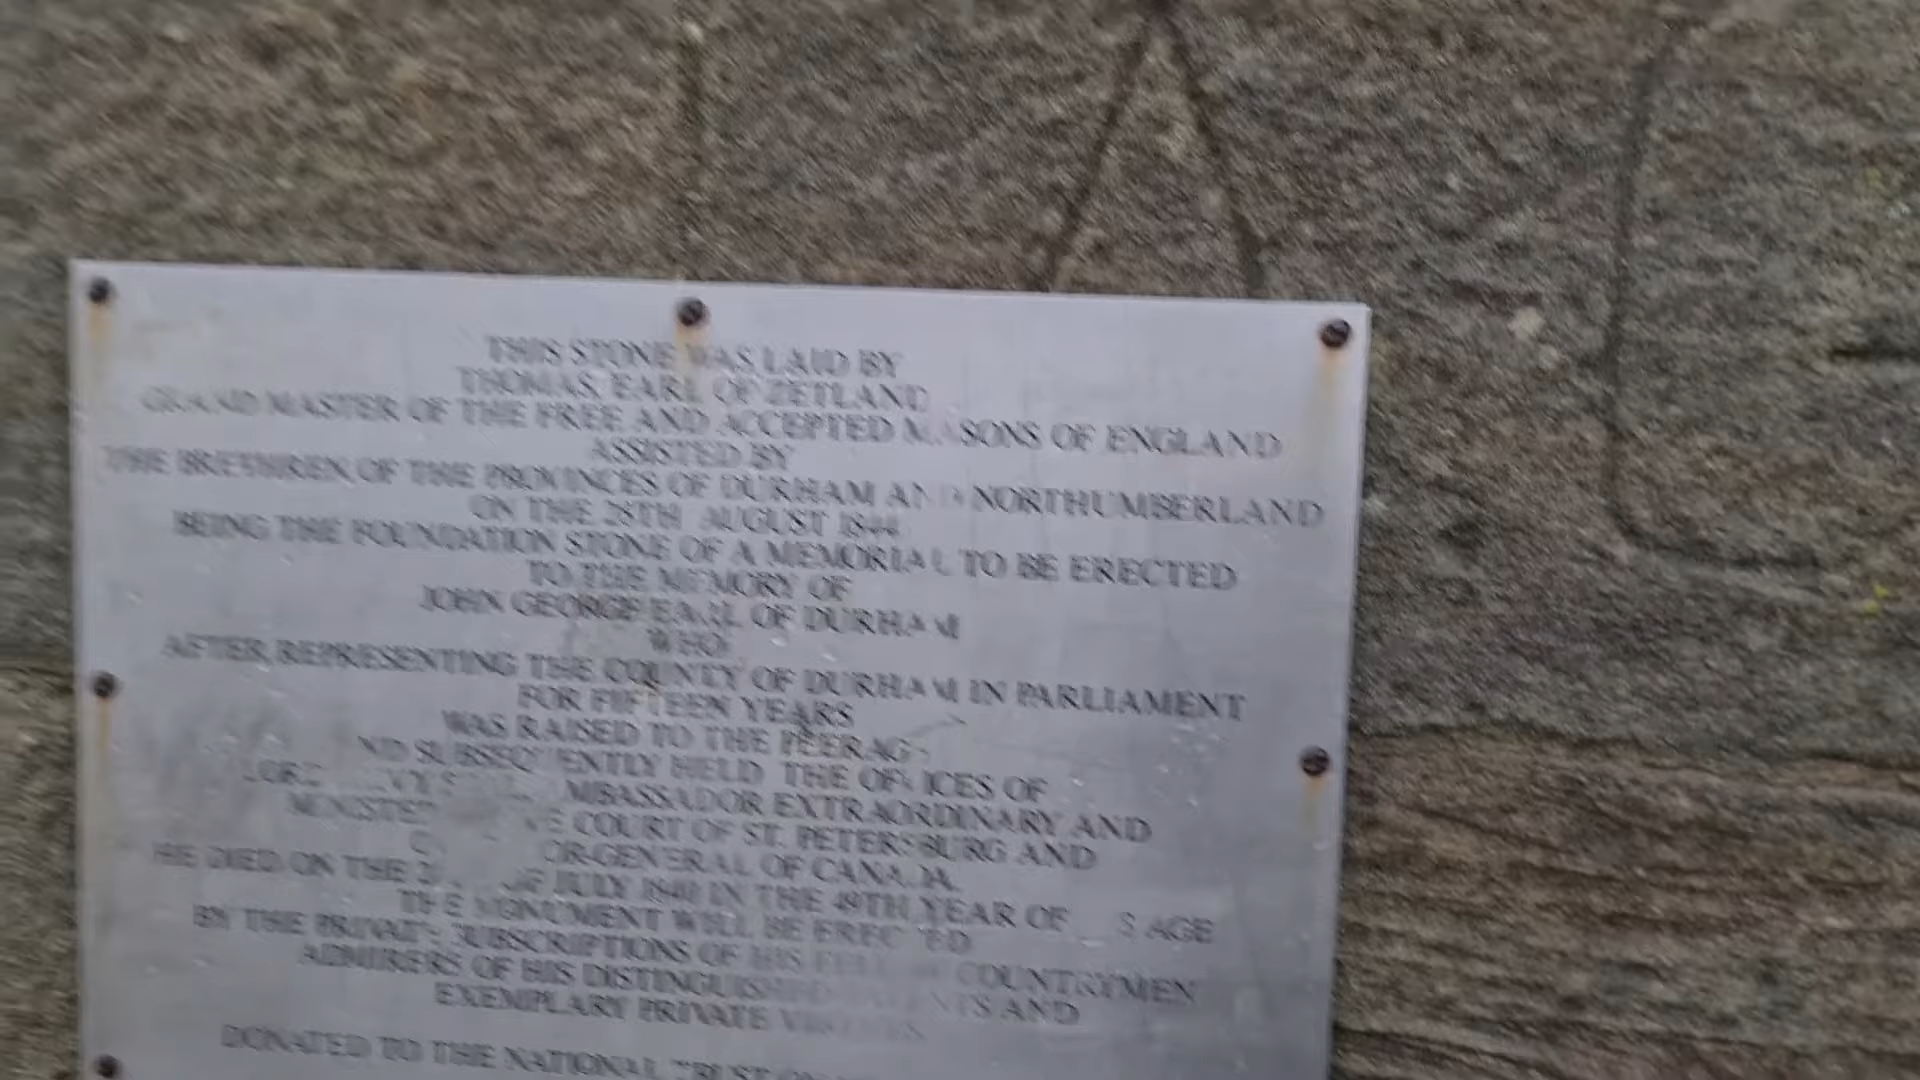 THIS STONE WAS LAID BY
THOMAS, EARL OF ZETLAND
GRAND MASTER OF THE FREE AND ACCEPTED MASONS OF ENGLAND
ASSISTED BY
THE BRETHREN OF THE PROVINCES OF DURHAM AND NORTHUMBERLAND
ON THE 28TH AUGUST 1844
BEING THE FOUNDATION STONE OF A MEMORIAL TO BE ERECTED
TO THE MEMORY OF
JOHN GEORGE EARL OF DURHAM
WHO
AFTER REPRESENTING THE COUNTY OF DURHAM IN PARLIAMENT
FOR FIFTEEN YEARS
WAS RAISED TO THE PEERAGE
AND SUBSEQUENTLY HELD THE OFFICES OF
AMBASSADOR EXTRAORDINARY AND
MINISTER COURT OF ST. PETERSBURG AND
OF CANADA.
HE DIED ON THE OF JULY 1840 IN THE 49TH YEAR OF HIS AGE
THE MONUMENT WILL BE ERECTED
BY THE PRIVATE SUBSCRIPTIONS OF HIS COUNTRYMEN
ADMIRERS OF HIS DISTINGUISHED AND
EXEMPLARY PRIVATE
DONATED TO THE NATIONAL TRUST